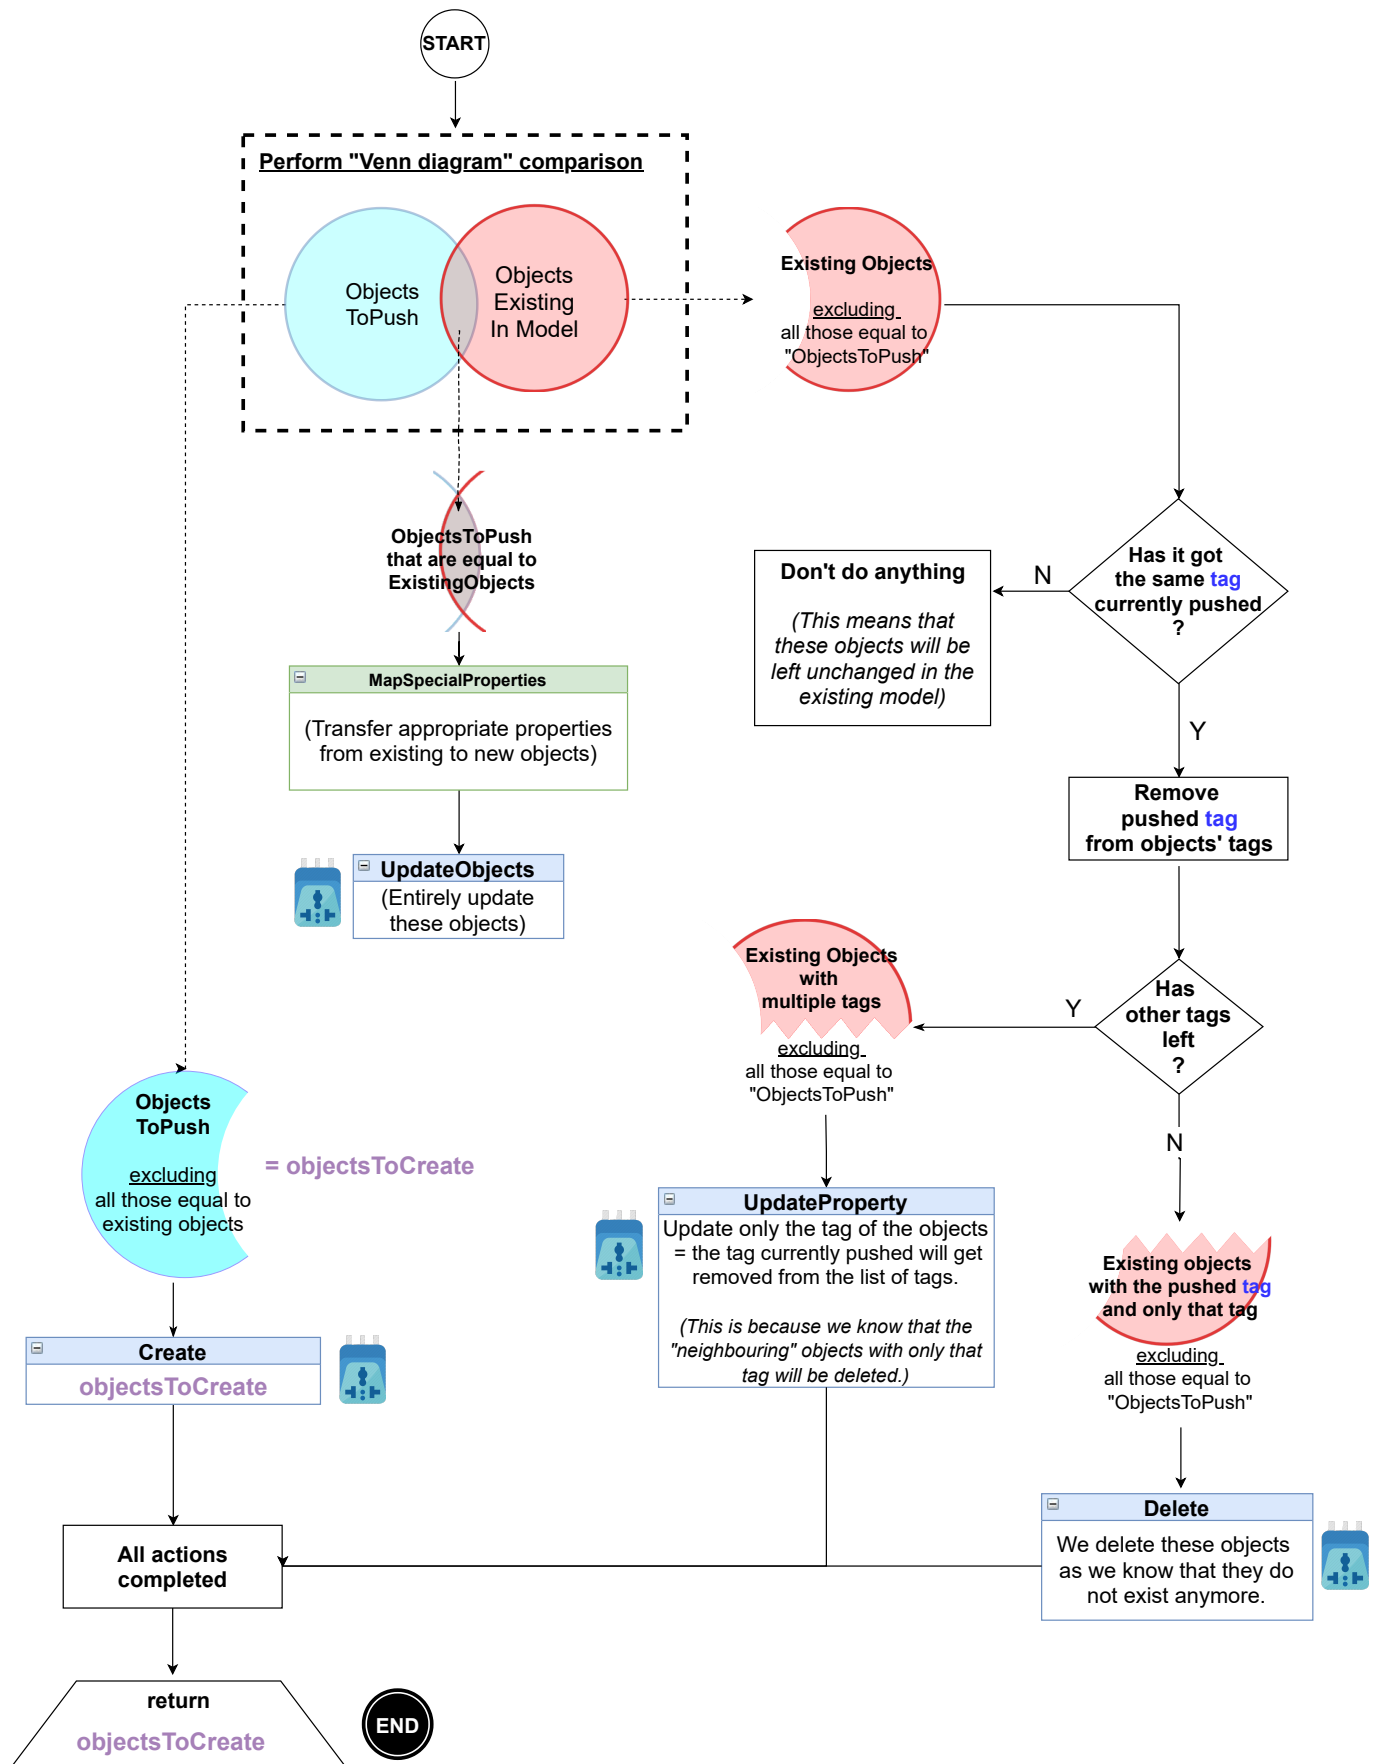 START
Perform "Venn diagram" comparison
Objects
ToPush
Objects
Existing
In Model
Existing Objects
excluding
all those equal to
"ObjectsToPush"
ObjectsToPush
that are equal to
ExistingObjects
Has it got
the same tag
currently pushed
?
N
Y
Don't do anything
(This means that
these objects will be
left unchanged in the
existing model)
MapSpecialProperties
(Transfer appropriate properties
from existing to new objects)
UpdateObjects
(Entirely update
these objects)
Remove
pushed tag
from objects' tags
Has
other tags
left
?
Y
N
Existing Objects
with
multiple tags
excluding
all those equal to
"ObjectsToPush"
Objects
ToPush
excluding
all those equal to
existing objects
= objectsToCreate
UpdateProperty
Update only the tag of the objects
= the tag currently pushed will get
removed from the list of tags.
(This is because we know that the
"neighbouring" objects with only that
tag will be deleted.)
Existing objects
with the pushed tag
and only that tag
excluding
all those equal to
"ObjectsToPush"
Create
objectsToCreate
Delete
We delete these objects
as we know that they do
not exist anymore.
All actions
completed
return
objectsToCreate
END